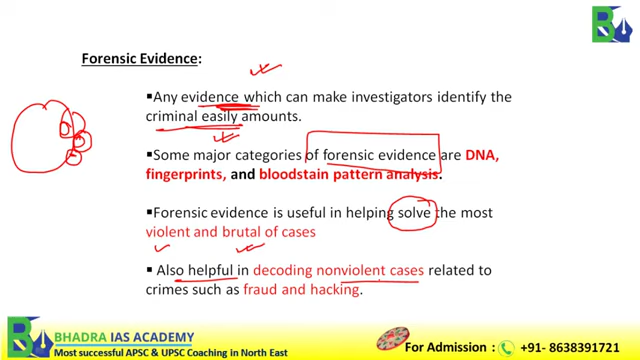 Forensic Evidence:
▪Any evidence which can make investigators identify the
criminal easily amounts.
▪Some major categories of forensic evidence are DNA,
fingerprints, and bloodstain pattern analysis.
▪Forensic evidence is useful in helping solve the most
violent and brutal of cases
▪ Also helpful in decoding nonviolent cases related to
crimes such as fraud and hacking.
B
B
BHADRA IAS ACADEMY
Most successful APSC & UPSC Coaching in North East
For Admission : +91- 8638391721